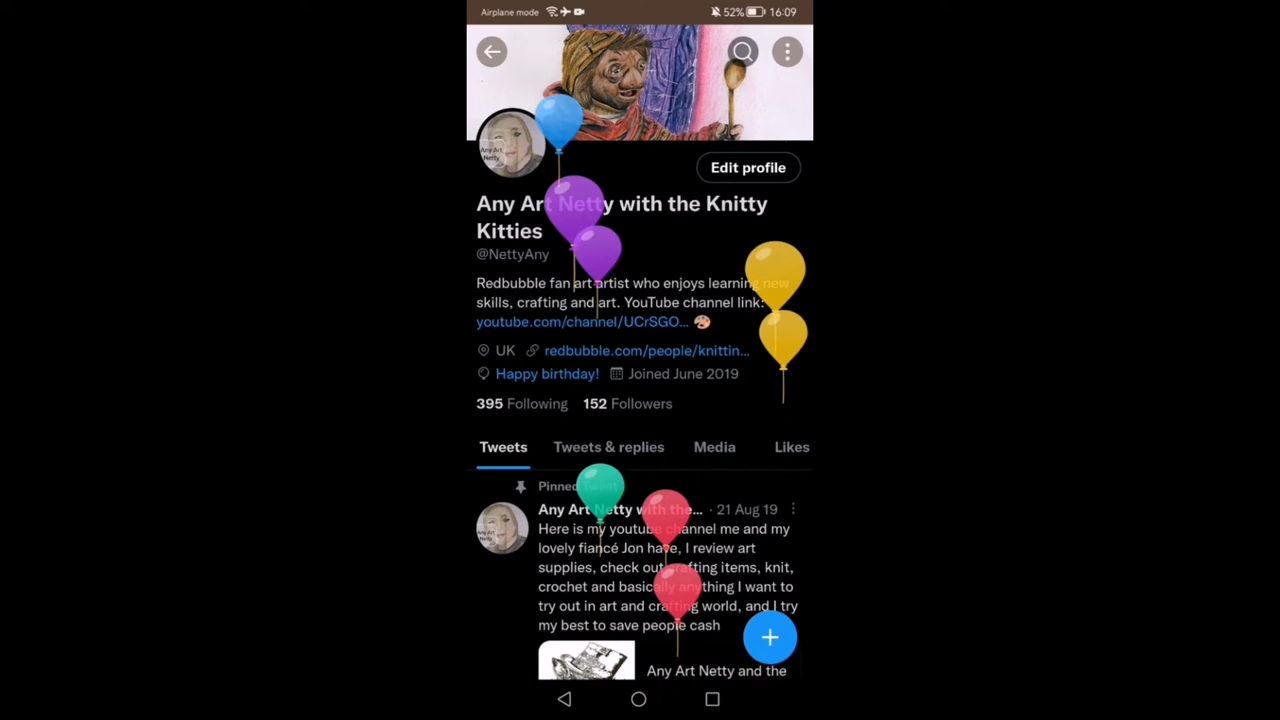 Airplane mode 52% 16:09
Any Art Netty
Edit profile
Any Art Netty with the Knitty
Kitties
@NettyAny
Redbubble fan art artist who enjoys learning new
skills, crafting and art. YouTube channel link:
youtube.com/channel/UCrSGO...
UK redbubble.com/people/knittin...
Happy birthday! Joined June 2019
395 Following 152 Followers
Tweets Tweets & replies Media Likes
Pinned Tweet
Any Art Netty with the... · 21 Aug 19
Here is my youtube channel me and my
lovely fiancé Jon have, I review art
supplies, check out crafting items, knit,
crochet and basically anything I want to
try out in art and crafting world, and I try
my best to save people cash
Any Art Netty and the